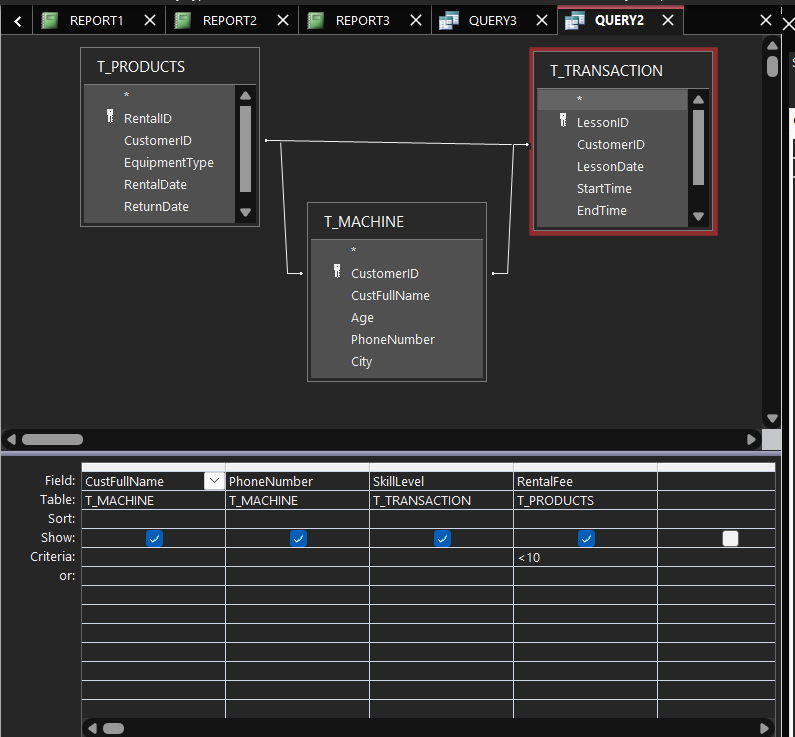 REPORT1 REPORT2 REPORT3 QUERY3 QUERY2
T_PRODUCTS
*
RentalID
CustomerID
EquipmentType
RentalDate
ReturnDate
T_TRANSACTION
*
LessonID
CustomerID
LessonDate
StartTime
EndTime
T_MACHINE
*
CustomerID
CustFullName
Age
PhoneNumber
City
Field: CustFullName PhoneNumber SkillLevel RentalFee
Table: T_MACHINE T_MACHINE T_TRANSACTION T_PRODUCTS
Sort:
Show:
Criteria: <10
or: